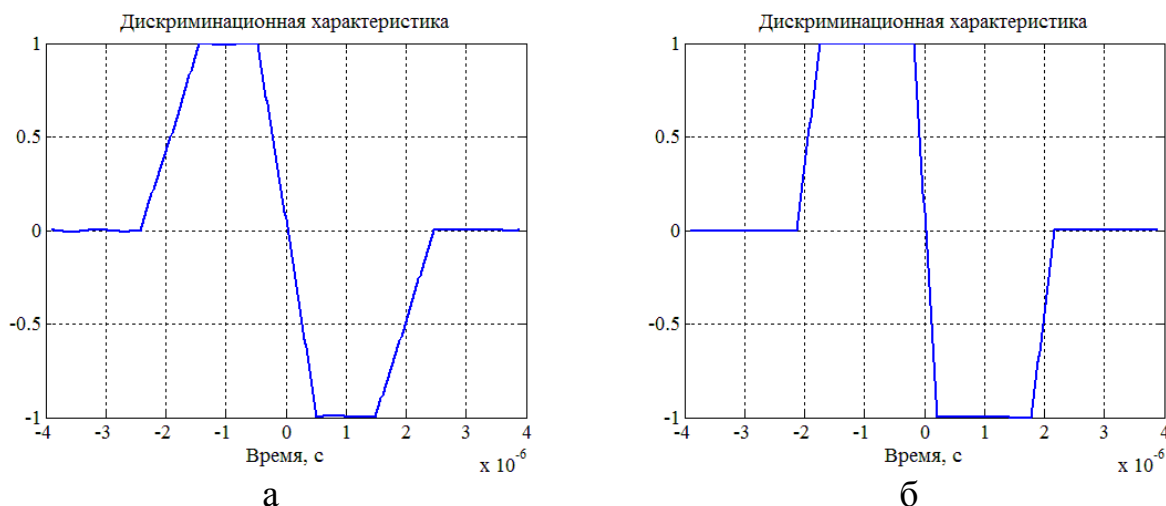 Дискриминационная характеристика
1
0.5
0
-0.5
-1
-4 -3 -2 -1 0 1 2 3 4
Время, с
x 10^-6
а
Дискриминационная характеристика
1
0.5
0
-0.5
-1
-4 -3 -2 -1 0 1 2 3 4
Время, с
x 10^-6
б